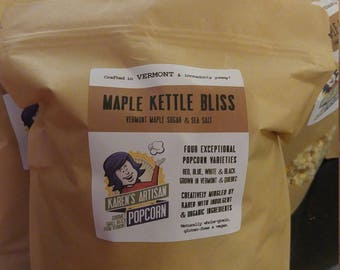 Crafted in VERMONT & incredibly yummy!
MAPLE KETTLE BLISS
VERMONT MAPLE SUGAR & SEA SALT
FOUR EXCEPTIONAL
POPCORN VARIETIES
RED, BLUE, WHITE & BLACK
GROWN IN VERMONT & QUEBEC
CREATIVELY MINGLED BY
KAREN WITH INDULGENT
& ORGANIC INGREDIENTS
Naturally whole-grain,
gluten-free & vegan
KAREN'S ARTISAN
POPCORN